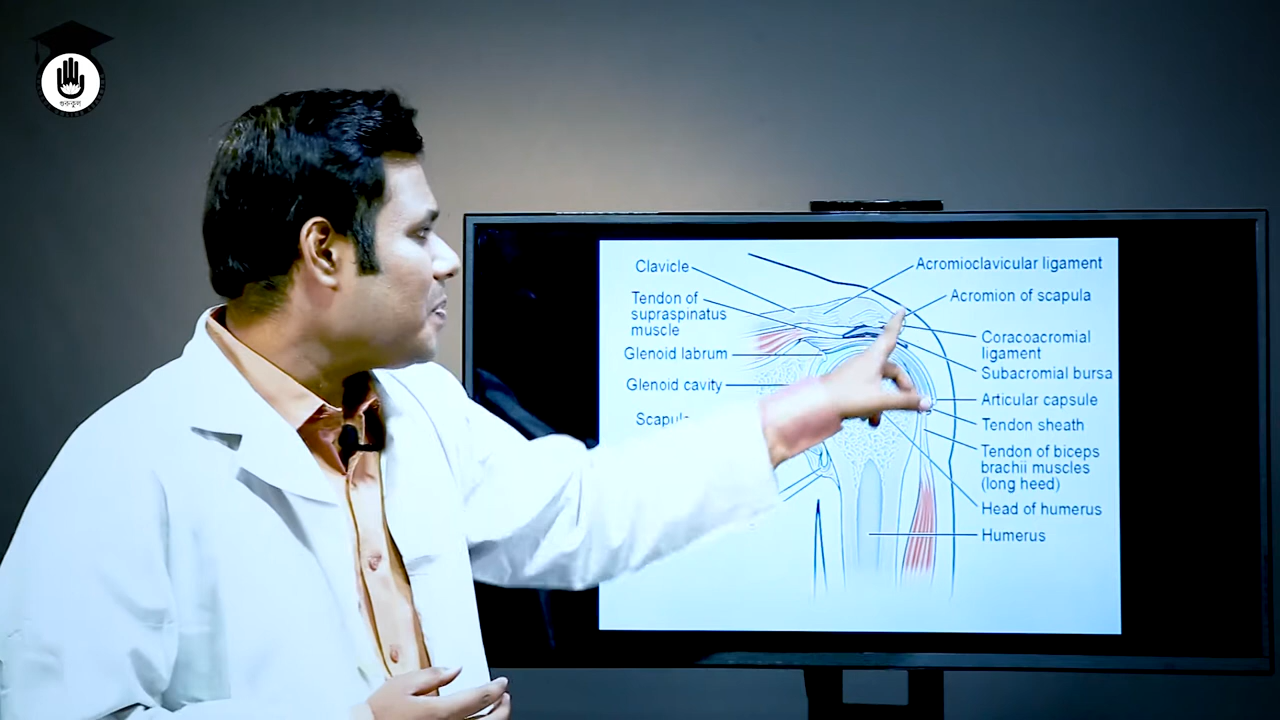 গুরুকুল
Clavicle
Tendon of
supraspinatus
muscle
Glenoid labrum
Glenoid cavity
Scapula
Acromioclavicular ligament
Acromion of scapula
Coracoacromial
ligament
Subacromial bursa
Articular capsule
Tendon sheath
Tendon of biceps
brachii muscles
(long heed)
Head of humerus
Humerus